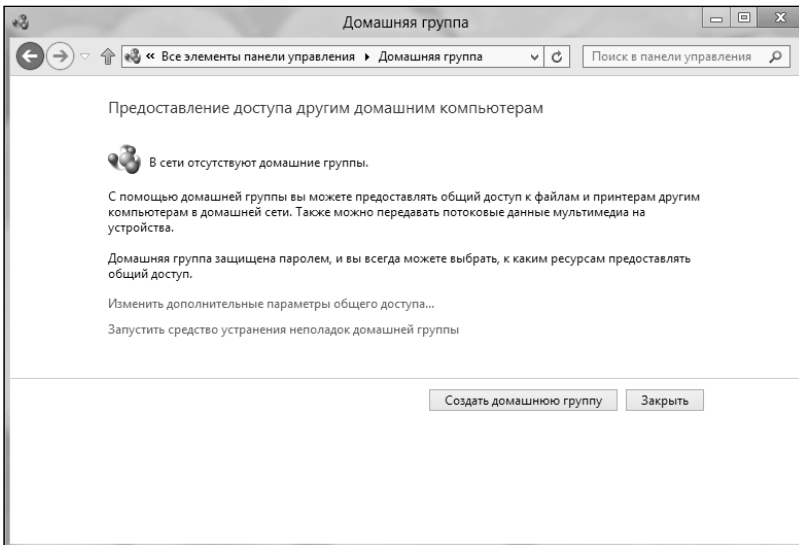 Домашняя группа
« Все элементы панели управления Домашняя группа
Поиск в панели управления
Предоставление доступа другим домашним компьютерам
В сети отсутствуют домашние группы.
С помощью домашней группы вы можете предоставлять общий доступ к файлам и принтерам другим
компьютерам в домашней сети. Также можно передавать потоковые данные мультимедиа на
устройства.
Домашняя группа защищена паролем, и вы всегда можете выбрать, к каким ресурсам предоставлять
общий доступ.
Изменить дополнительные параметры общего доступа...
Запустить средство устранения неполадок домашней группы
Создать домашнюю группу
Закрыть